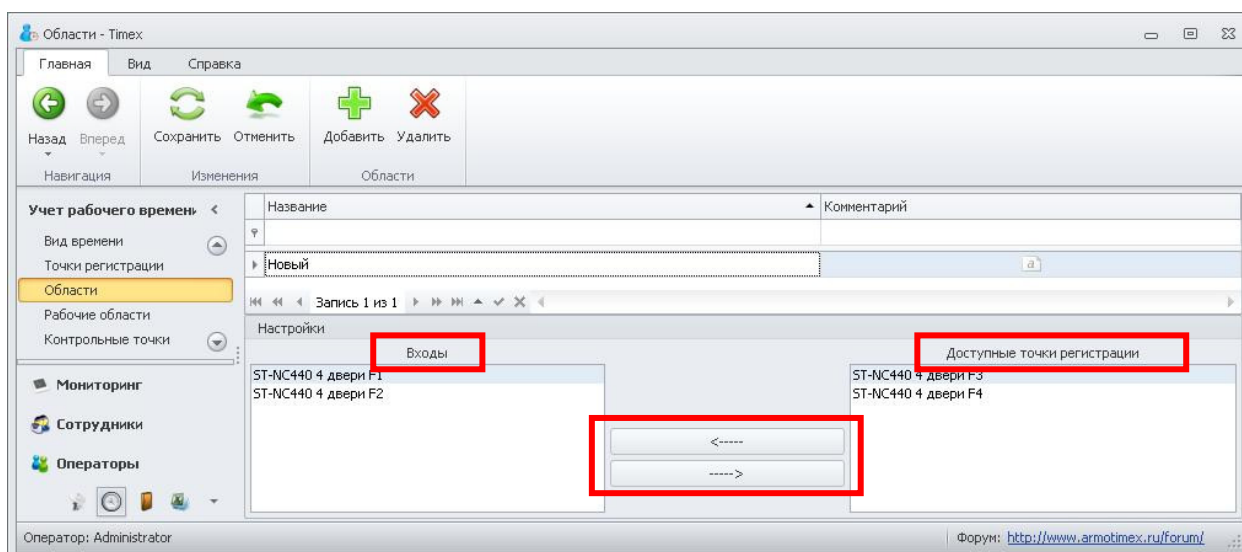 Области - Timex
Главная Вид Справка
Назад Вперед Сохранить Отменить Добавить Удалить
Навигация Изменения Области
Учет рабочего времени
Вид времени
Точки регистрации
Области
Рабочие области
Контрольные точки
Мониторинг
Сотрудники
Операторы
Название Комментарий
Новый a
Запись 1 из 1
Настройки
Входы Доступные точки регистрации
ST-NC440 4 двери F1 ST-NC440 4 двери F3
ST-NC440 4 двери F2 ST-NC440 4 двери F4
<-----
----->
Оператор: Administrator Форум: http://www.armotimex.ru/forum/